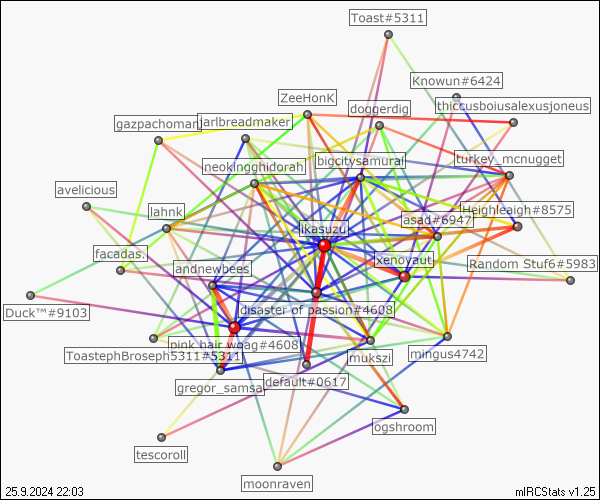 Toast#5311
Knowun#6424
ZeeHonK
doggerdig
thiccusboiusalexusjoneus
gazpachoman
jarlbreadmaker
neokingghidorah
bigcitysamurai
turkey_mcnugget
avelicious
lahnk
ikasuzu
asad#6947
Heighleaigh#8575
facadas.
andnewbees
xenoyauti
Random Stuf6#5983
Duck™#9103
disaster of passion#4608
pink hair woag#4608
ToastephBroseph5311#5311
mukszi
mingus4742
gregor_samsa
default#0617
ogshroom
tescoroll
moonraven
25.9.2024 22:03
mIRCStats v1.25